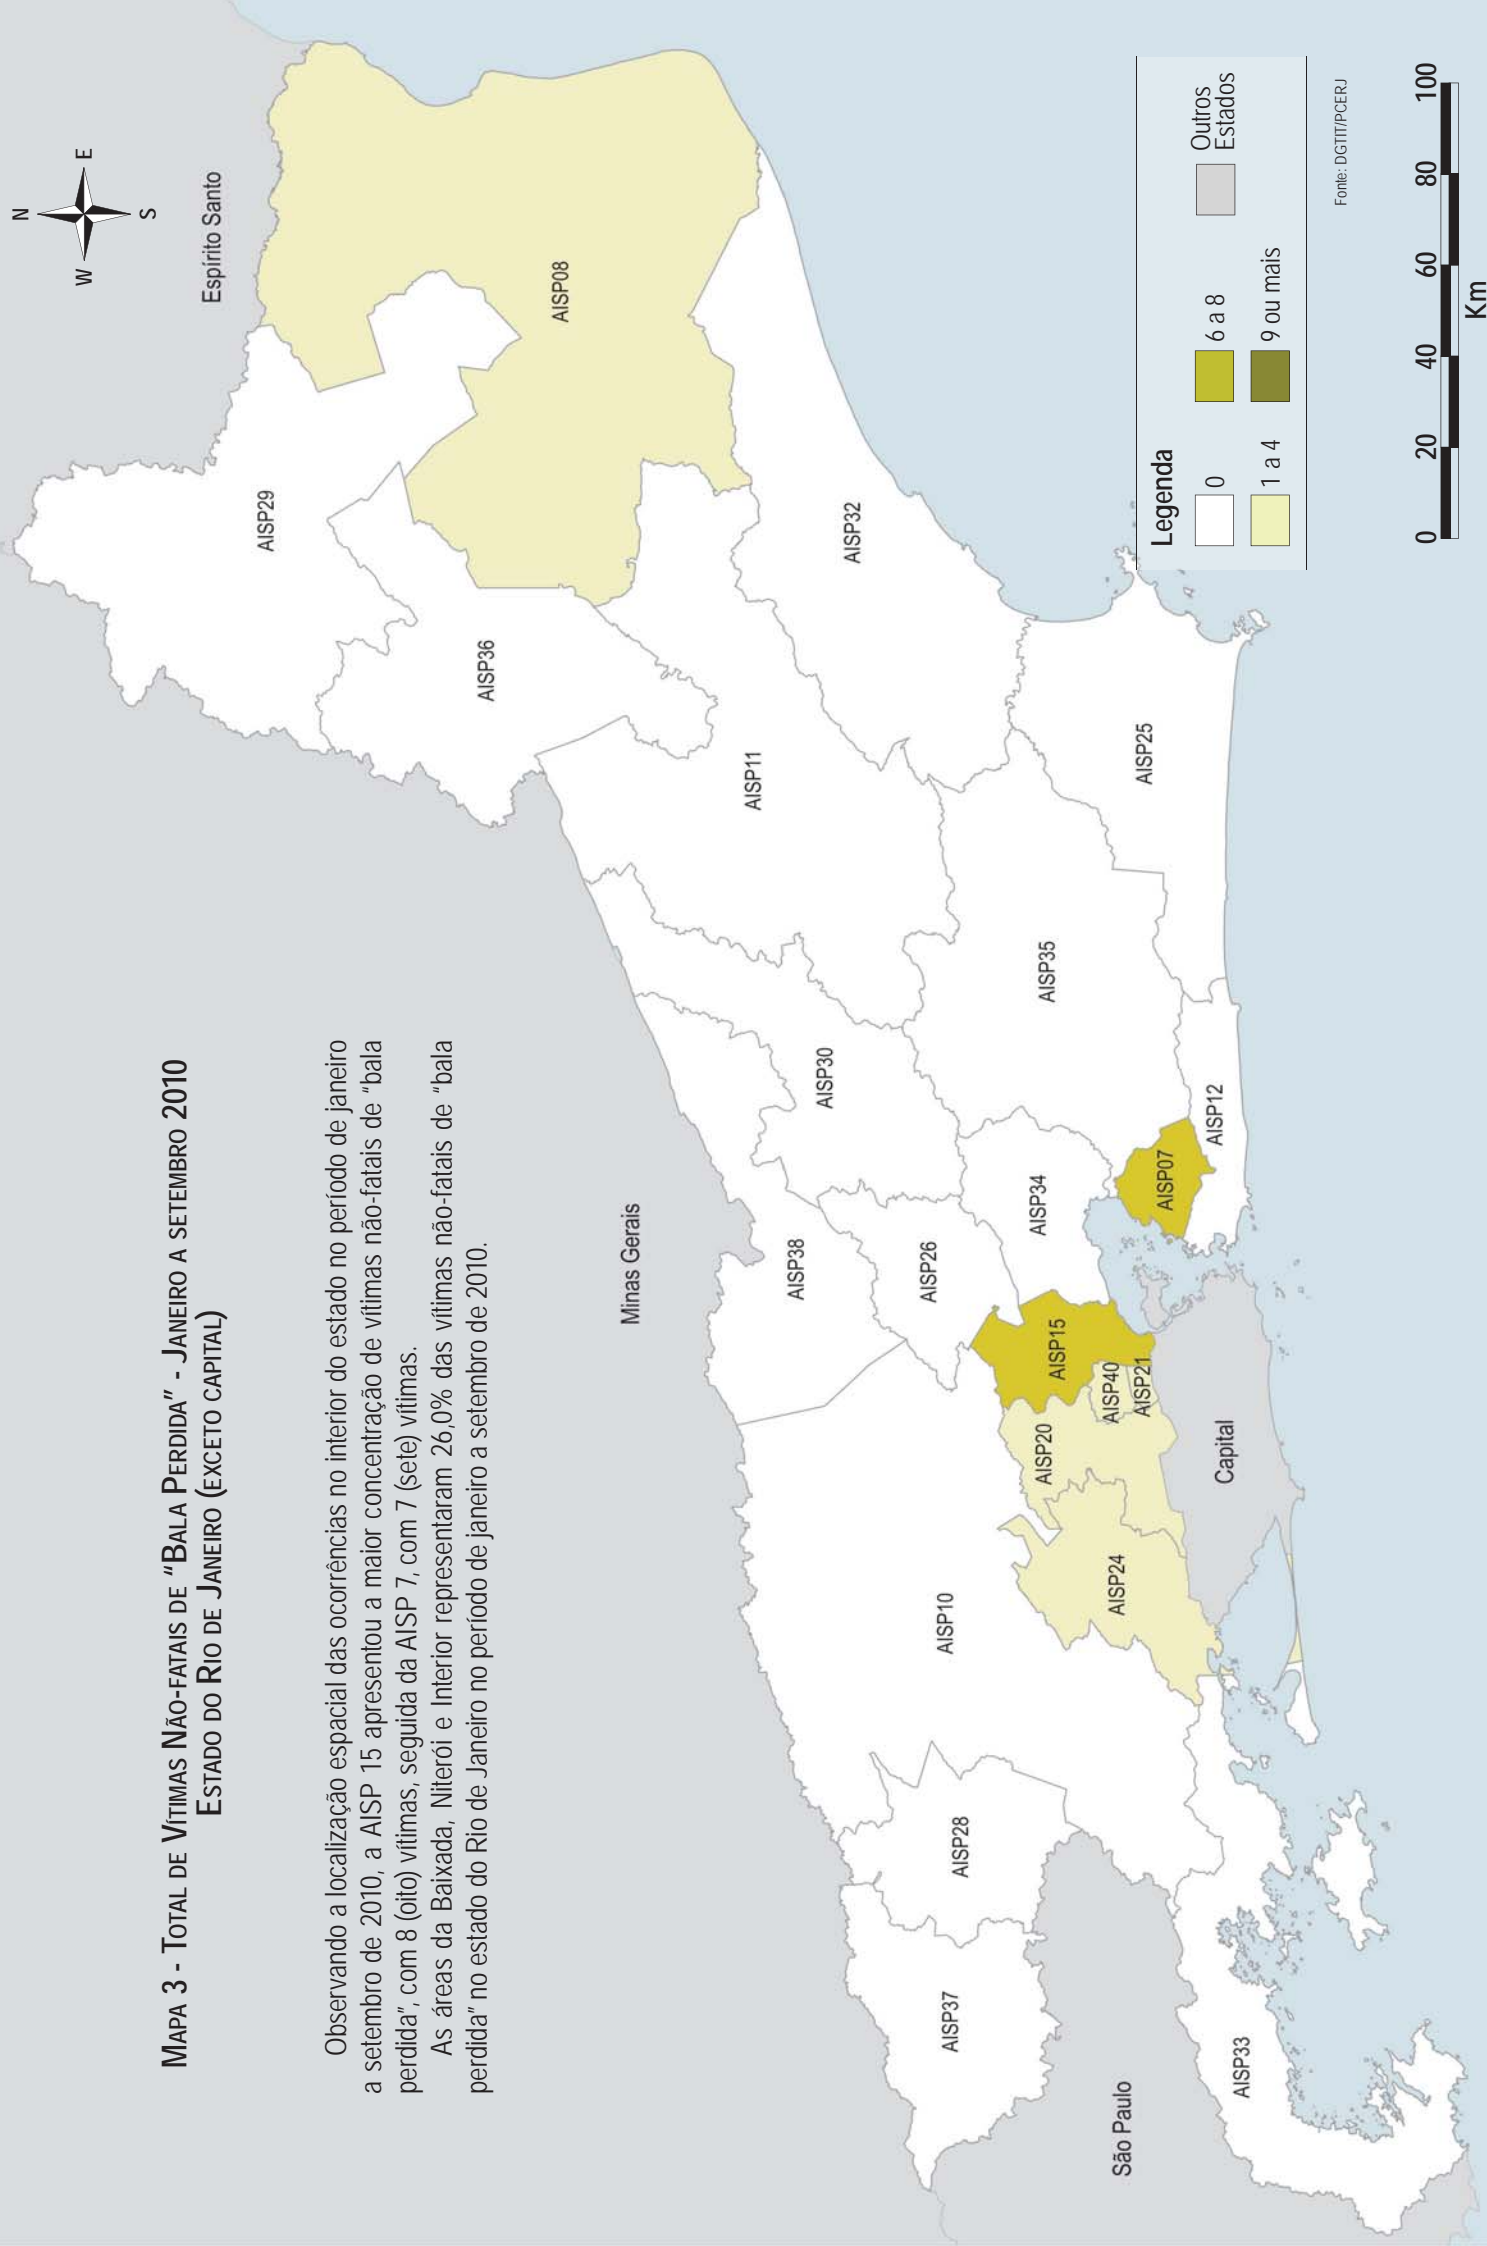 MAPA 3 - TOTAL DE VÍTIMAS NÃO-FATAIS DE "BALA PERDIDA" - JANEIRO A SETEMBRO 2010
ESTADO DO RIO DE JANEIRO (EXCETO CAPITAL)
Observando a localização espacial das ocorrências no interior do estado no período de janeiro
a setembro de 2010, a AISP 15 apresentou a maior concentração de vítimas não-fatais de "bala
perdida", com 8 (oito) vítimas, seguida da AISP 7, com 7 (sete) vítimas.
As áreas da Baixada, Niterói e Interior representaram 26,0% das vítimas não-fatais de "bala
perdida" no estado do Rio de Janeiro no período de janeiro a setembro de 2010.
N
W
E
S
Espírito Santo
Minas Gerais
São Paulo
Capital
AISP29
AISP08
AISP36
AISP32
AISP11
AISP25
AISP35
AISP30
AISP12
AISP07
AISP34
AISP38
AISP26
AISP15
AISP40
AISP21
AISP20
AISP24
AISP10
AISP28
AISP37
AISP33
Legenda
0
6 a 8
Outros
Estados
1 a 4
9 ou mais
Fonte: DGTIT/PCERJ
0 20 40 60 80 100
Km